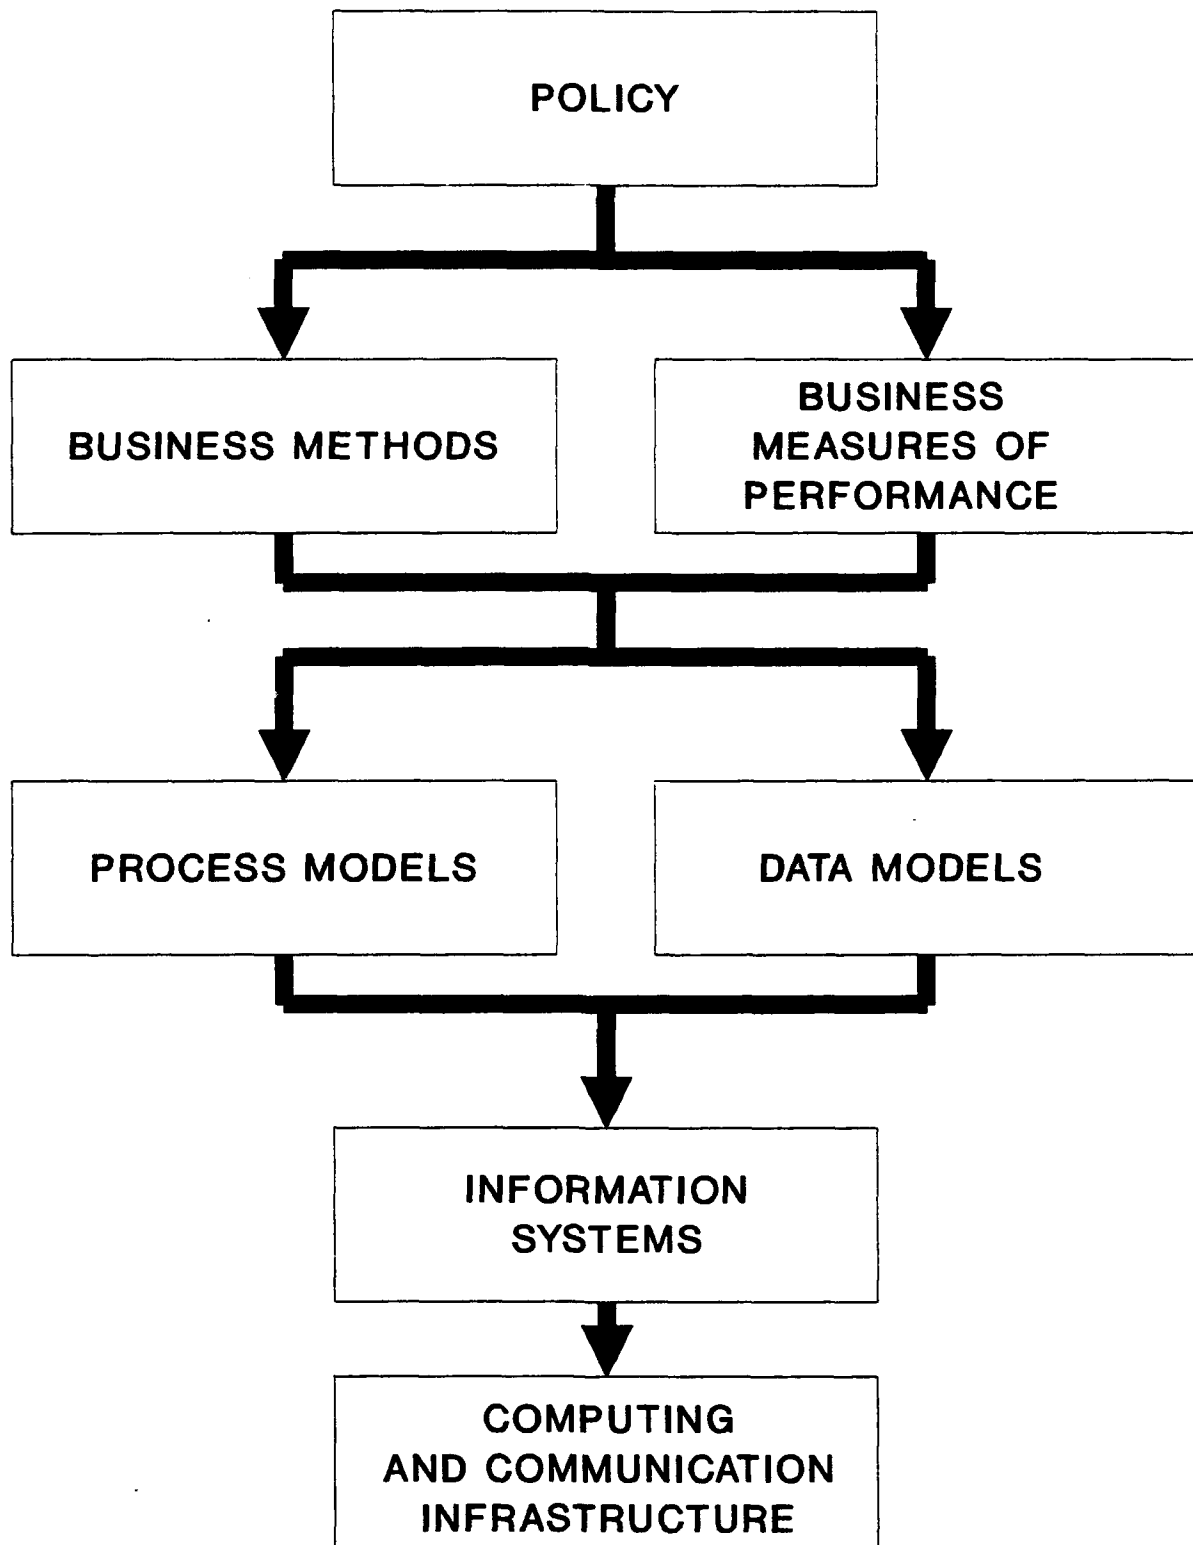 POLICY
BUSINESS METHODS
BUSINESS
MEASURES OF
PERFORMANCE
PROCESS MODELS
DATA MODELS
INFORMATION
SYSTEMS
COMPUTING
AND COMMUNICATION
INFRASTRUCTURE